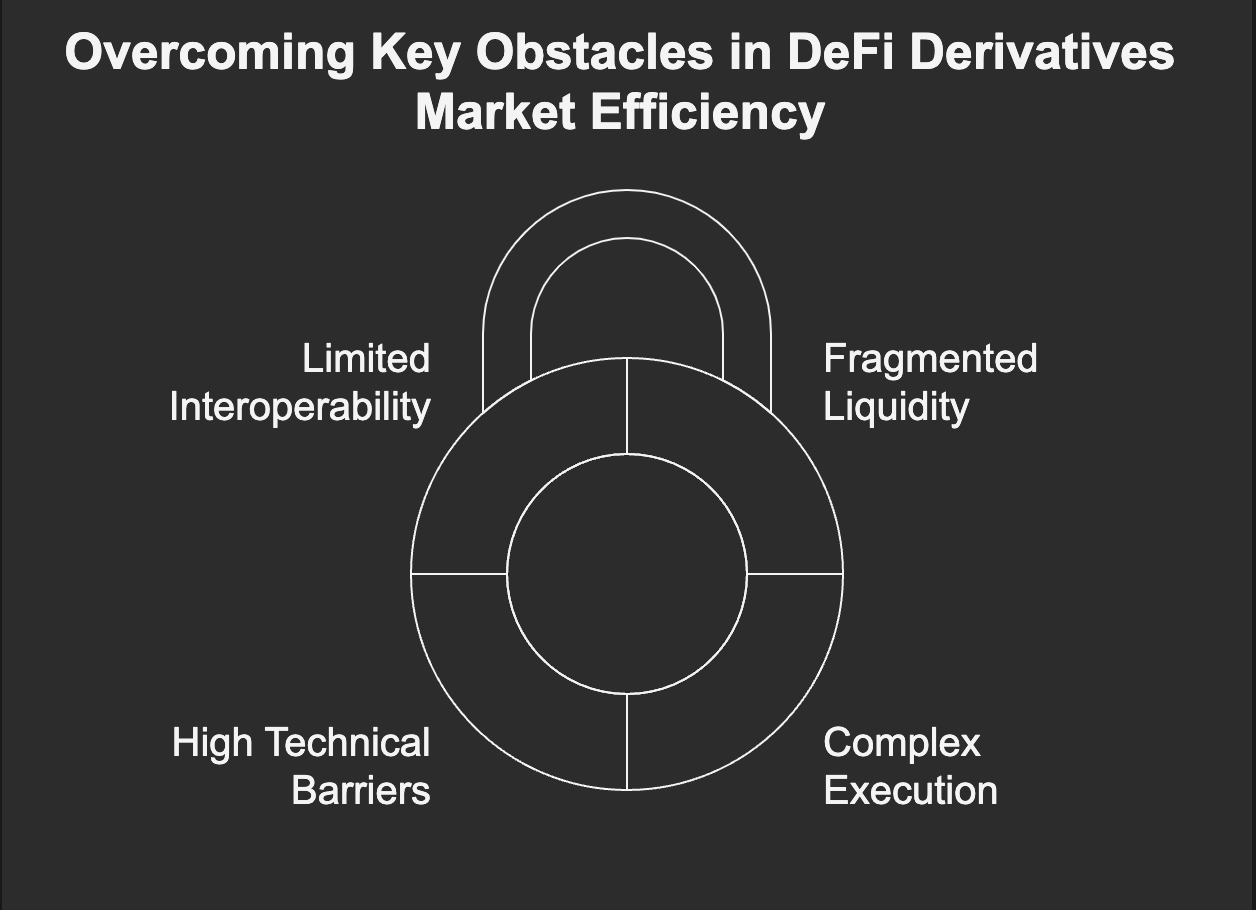 Overcoming Key Obstacles in DeFi Derivatives
Market Efficiency
Limited
Interoperability
Fragmented
Liquidity
High Technical
Barriers
Complex
Execution